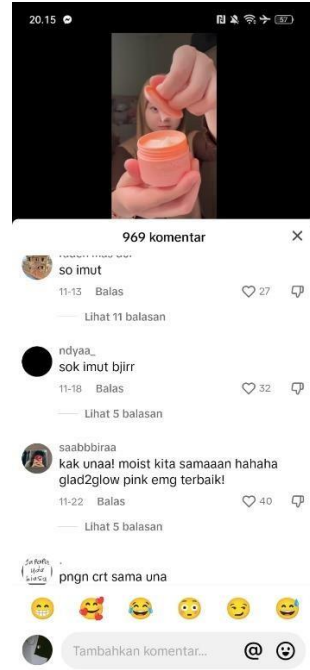 20.15
57
969 komentar
so imut
11-13 Balas 27
Lihat 11 balasan
ndyaa_
sok imut bjirr
11-18 Balas 32
Lihat 5 balasan
saabbbiraa
kak unaa! moist kita samaaan hahaha
glad2glow pink emg terbaik!
11-22 Balas 40
Lihat 5 balasan
.
pngn crt sama una
Tambahkan komentar... @